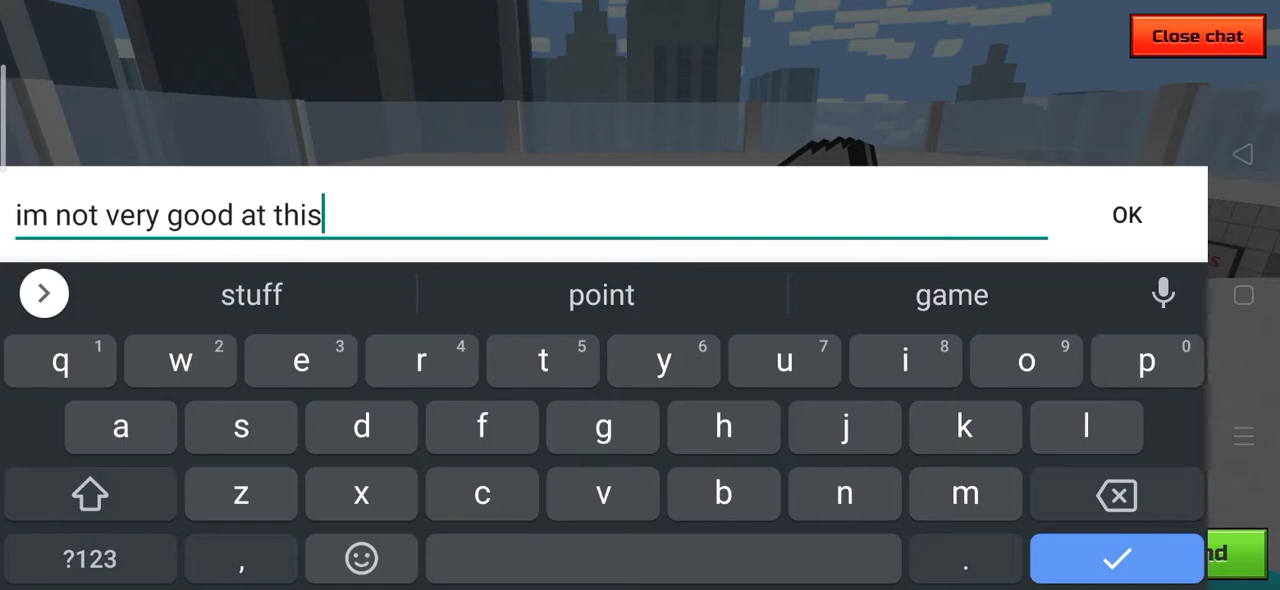 Close chat
im not very good at this
OK
stuff point game
q 1 w 2 e 3 r 4 t 5 y 6 u 7 i 8 o 9 p 0
a s d f g h j k l
z x c v b n m
?123 , .
nd